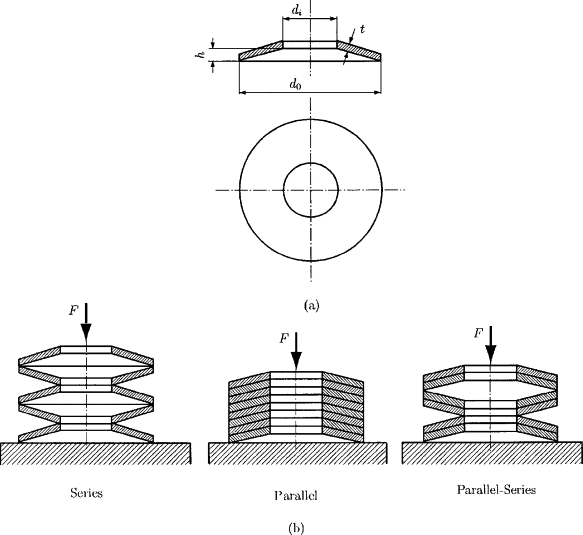 d_i
t
h
d_0
(a)
F
F
F
Series
Parallel
Parallel-Series
(b)